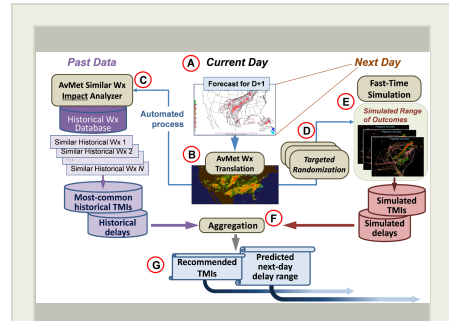 Past Data
Current Day
Next Day
A
C
AvMet Similar Wx
Impact Analyzer
Historical Wx
Database
Similar Historical Wx 1
Similar Historical Wx 2
...
Similar Historical Wx N
Most-common
historical TMIs
Historical
delays
Automated
process
Forecast for D+1
B
AvMet Wx
Translation
D
Targeted
Randomization
Fast-Time
Simulation
E
Simulated Range
of Outcomes
Simulated
TMIs
Simulated
delays
Aggregation
F
G
Recommended
TMIs
Predicted
next-day
delay range